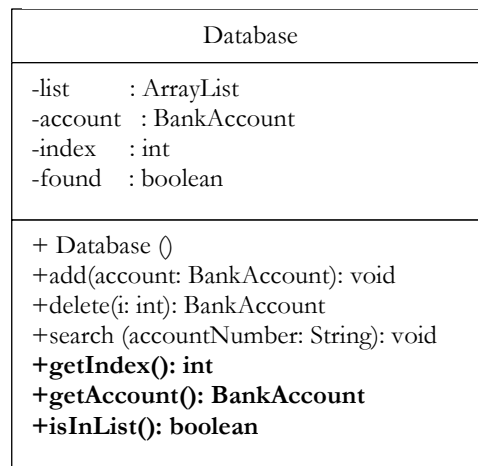 Database
-list : ArrayList
-account : BankAccount
-index : int
-found : boolean
+ Database ()
+add(account: BankAccount): void
+delete(i: int): BankAccount
+search (accountNumber: String): void
+getIndex(): int
+getAccount(): BankAccount
+isInList(): boolean